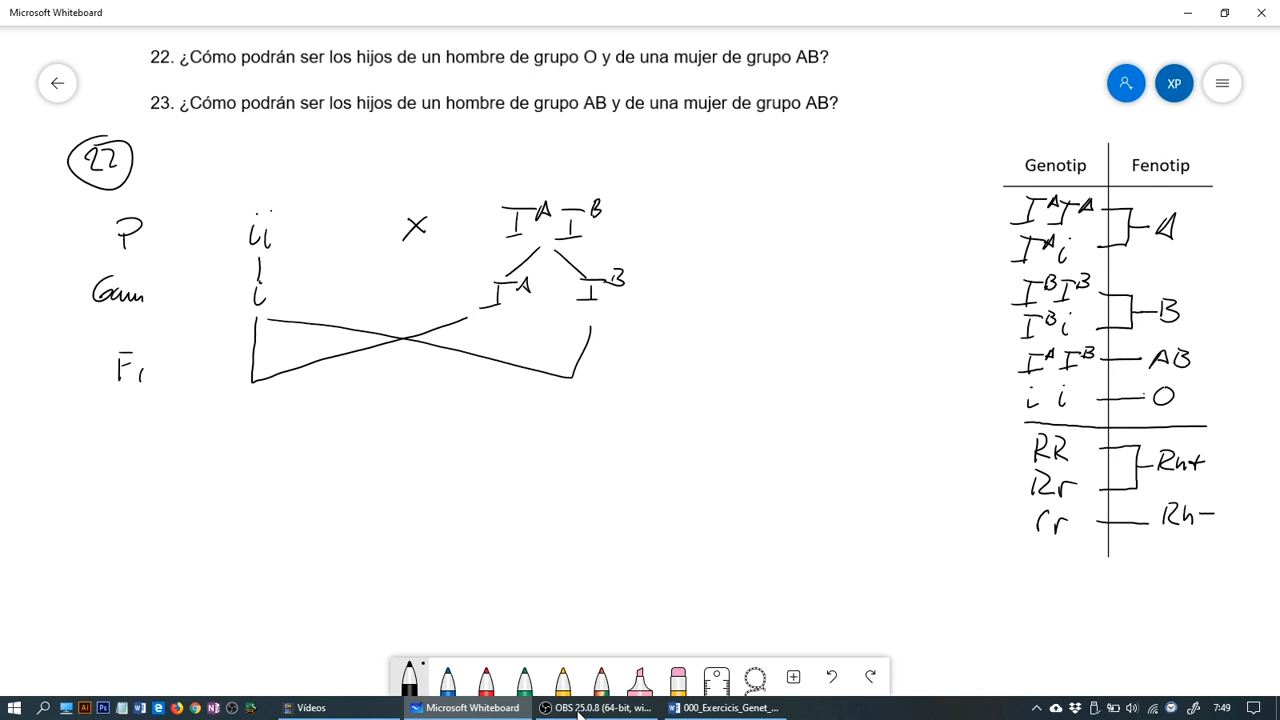 Microsoft Whiteboard
22. ¿Cómo podrán ser los hijos de un hombre de grupo O y de una mujer de grupo AB?
23. ¿Cómo podrán ser los hijos de un hombre de grupo AB y de una mujer de grupo AB?
XP
22
P ii X I^A I^B
Gam i I^A I^B
F1
Genotip Fenotip
I^A I^A
I^A i
A
I^B I^B
I^B i
B
I^A I^B AB
i i O
RR
Rr
Rh+
rr Rh-
Vídeos
Microsoft Whiteboard
OBS 25.0.8 (64-bit, wi...
000_Exercicis_Genet_...
7:49